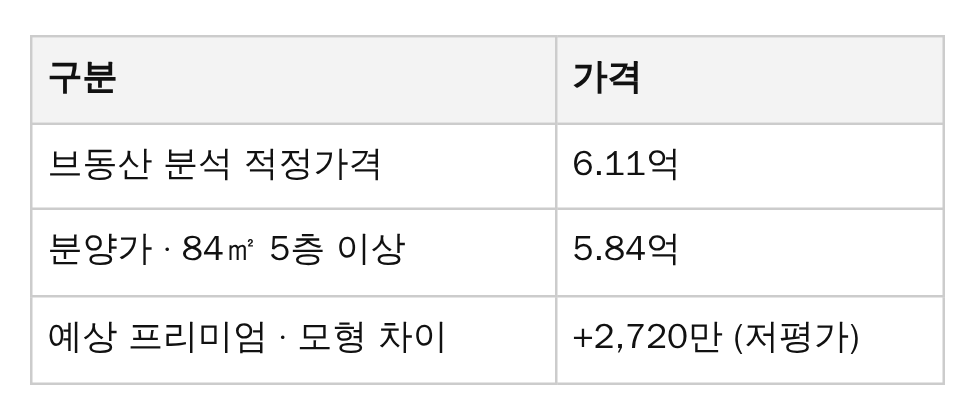 구분 가격
브동산 분석 적정가격 6.11억
분양가 · 84㎡ 5층 이상 5.84억
예상 프리미엄 · 모형 차이 +2,720만 (저평가)